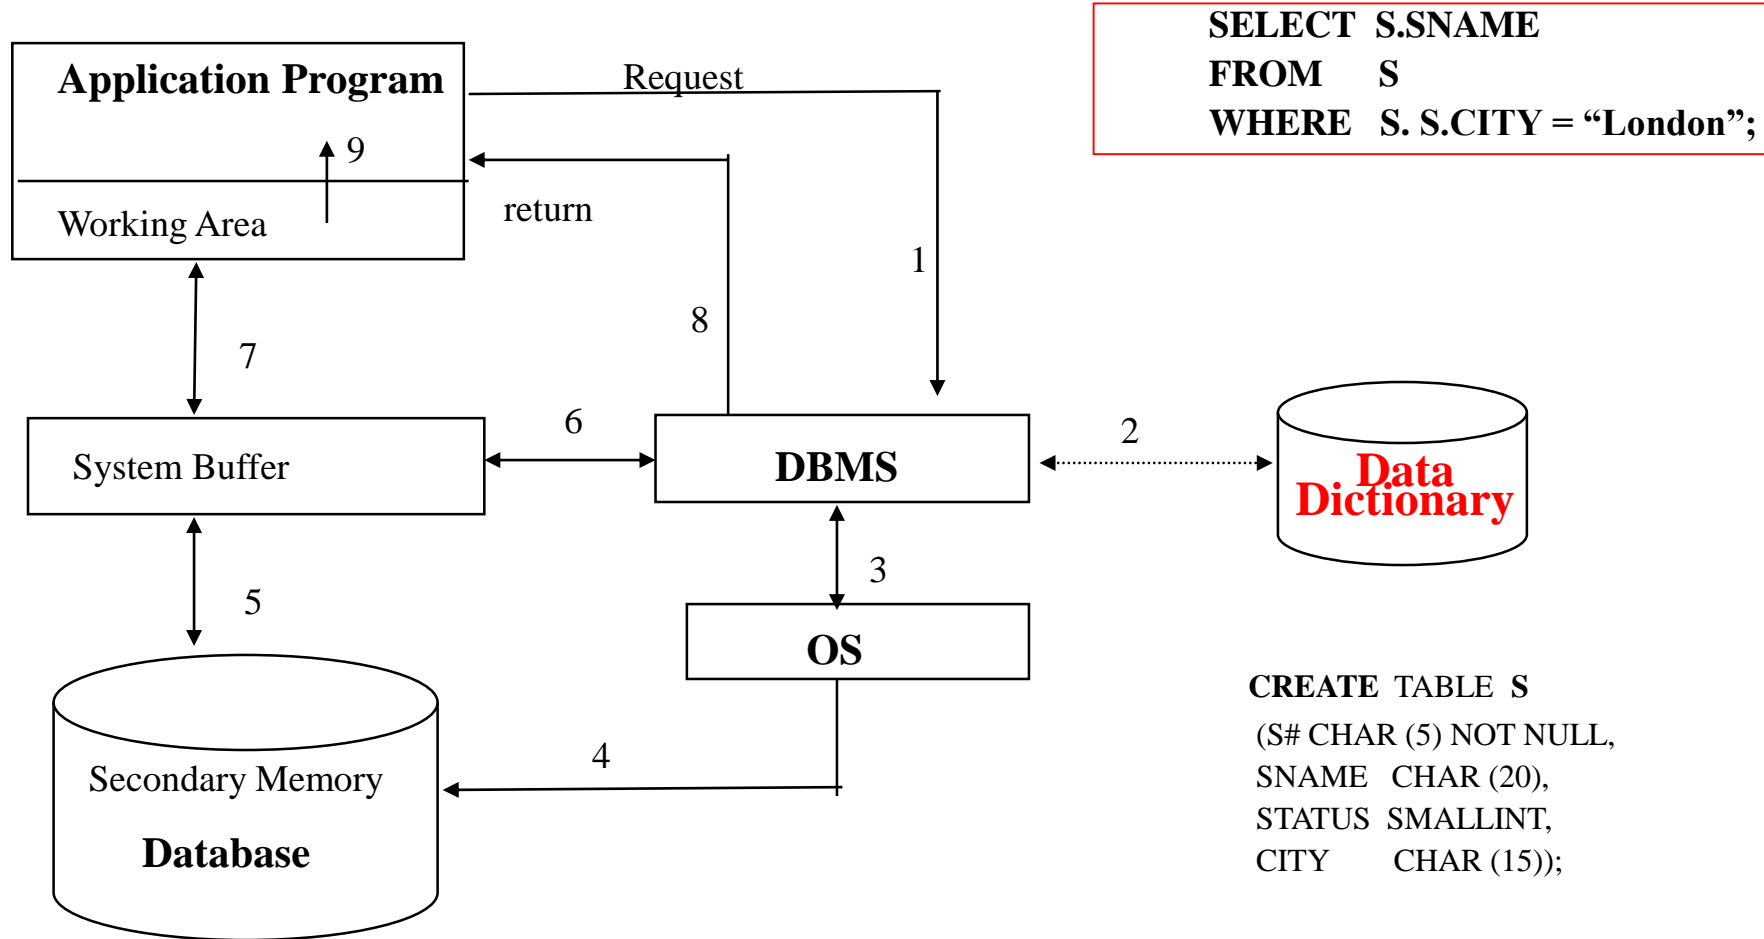 SELECT S.SNAME
FROM S
WHERE S. S.CITY = “London”;
Application Program
Request
9
Working Area
return
1
8
7
6
2
System Buffer
DBMS
Data
Dictionary
3
5
OS
4
Secondary Memory
Database
CREATE TABLE S
(S# CHAR (5) NOT NULL,
SNAME CHAR (20),
STATUS SMALLINT,
CITY CHAR (15));